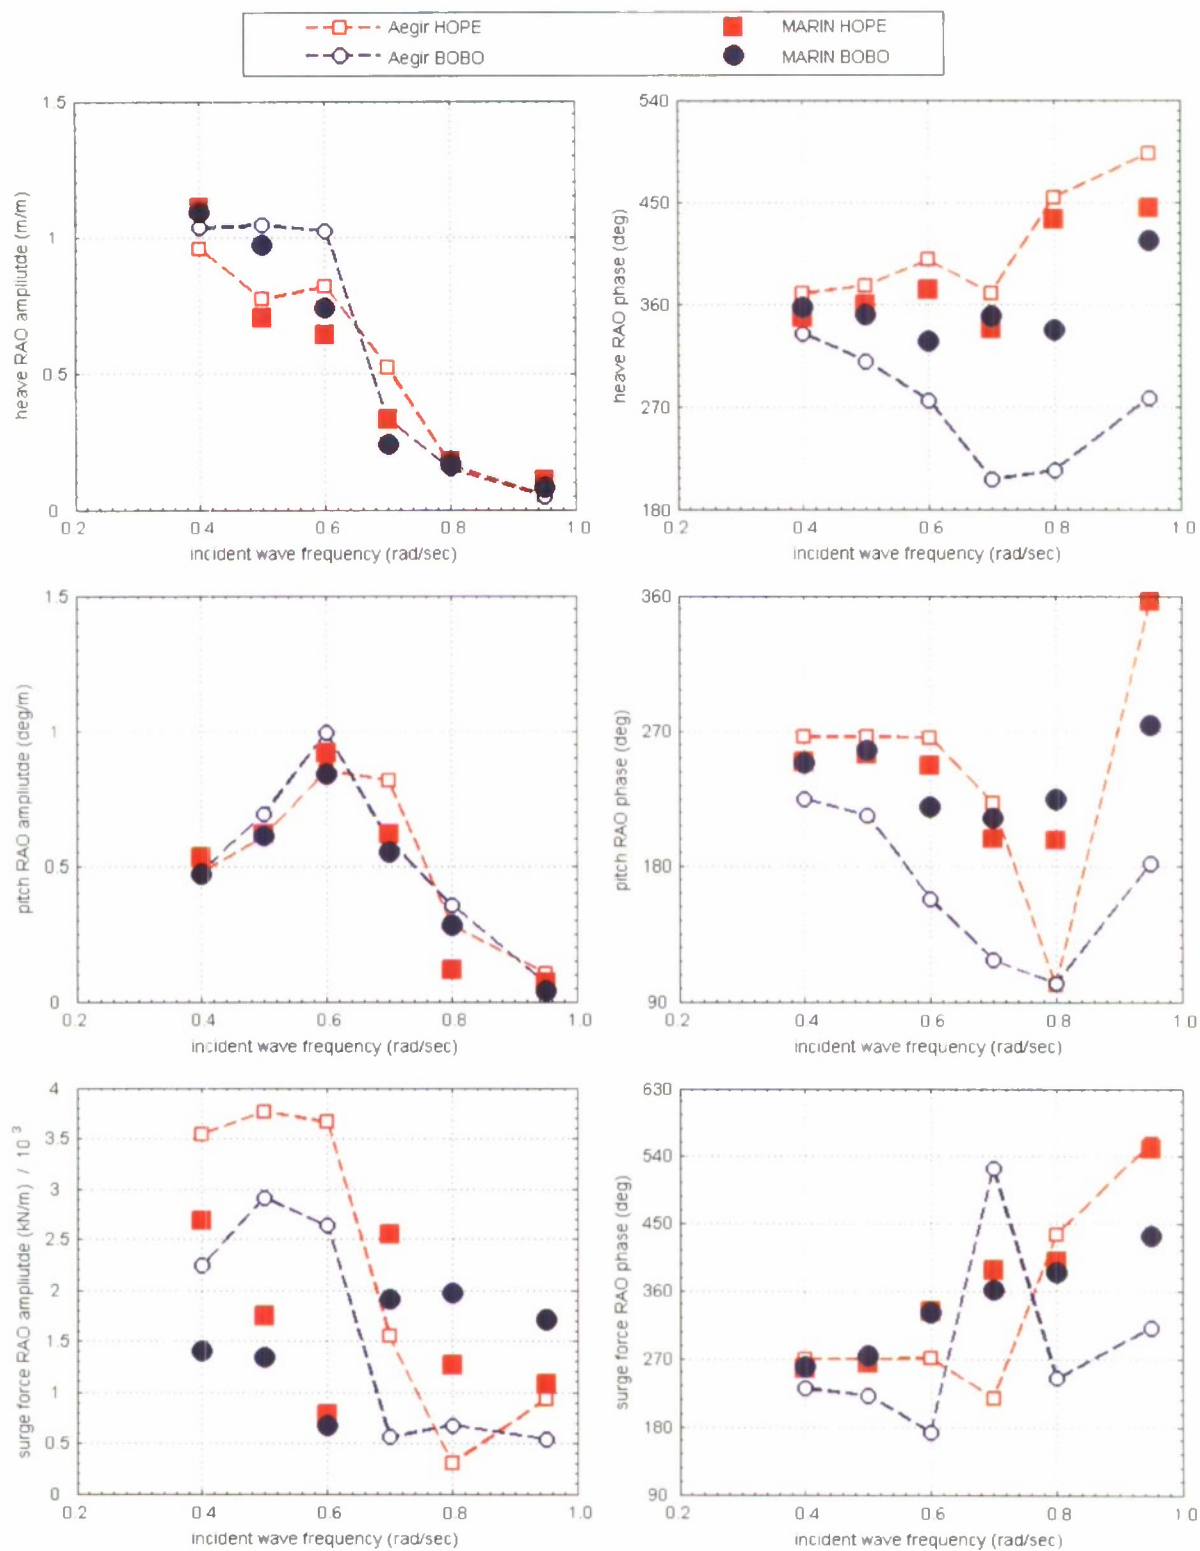 Aegir HOPE MARIN HOPE
Aegir BOBO MARIN BOBO
1.5
1
0.5
0
heave RAO ampliutde (m/m)
0.2 0.4 0.6 0.8 1.0
incident wave frequency (rad/sec)
540
450
360
270
180
heave RAO phase (deg)
0.2 0.4 0.6 0.8 1.0
incident wave frequency (rad/sec)
1.5
1
0.5
0
pitch RAO ampliutde (deg/m)
0.2 0.4 0.6 0.8 1.0
incident wave frequency (rad/sec)
360
270
180
90
pitch RAO phase (deg)
0.2 0.4 0.6 0.8 1.0
incident wave frequency (rad/sec)
4
3.5
3
2.5
2
1.5
1
0.5
0
surge force RAO ampliutde (kN/m) / 10³
0.2 0.4 0.6 0.8 1.0
incident wave frequency (rad/sec)
630
540
450
360
270
180
90
surge force RAO phase (deg)
0.2 0.4 0.6 0.8 1.0
incident wave frequency (rad/sec)